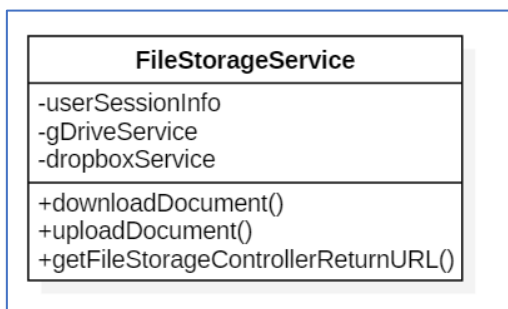 FileStorageService
-userSessionInfo
-gDriveService
-dropboxService
+downloadDocument()
+uploadDocument()
+getFileStorageControllerReturnURL()